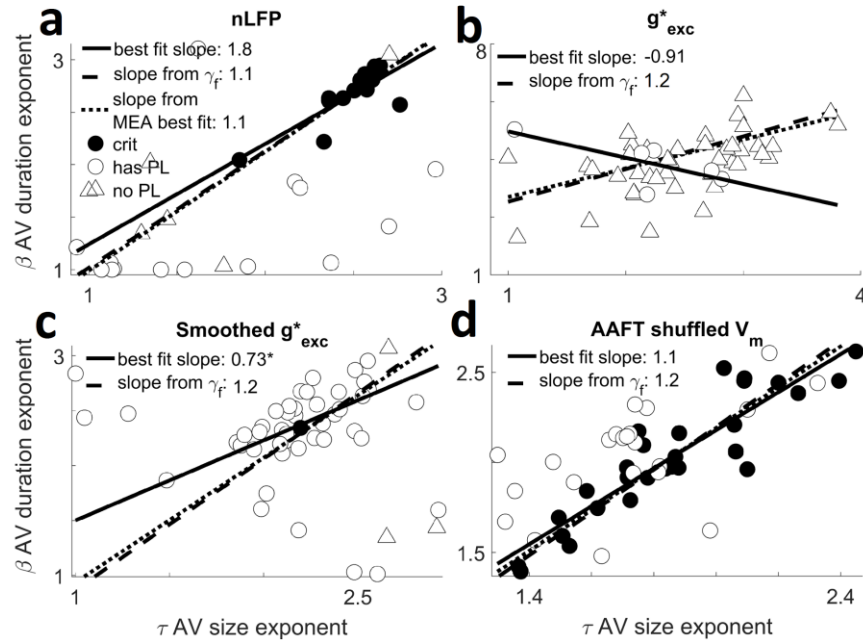 a nLFP
best fit slope: 1.8
slope from γf: 1.1
slope from
MEA best fit: 1.1
crit
has PL
no PL
β AV duration exponent
3
1
1
3
b g*exc
best fit slope: -0.91
slope from γf: 1.2
8
1
1
4
c Smoothed g*exc
best fit slope: 0.73*
slope from γf: 1.2
β AV duration exponent
3
1
1
2.5
τ AV size exponent
d AAFT shuffled Vm
best fit slope: 1.1
slope from γf: 1.2
2.5
1.5
1.4
2.4
τ AV size exponent